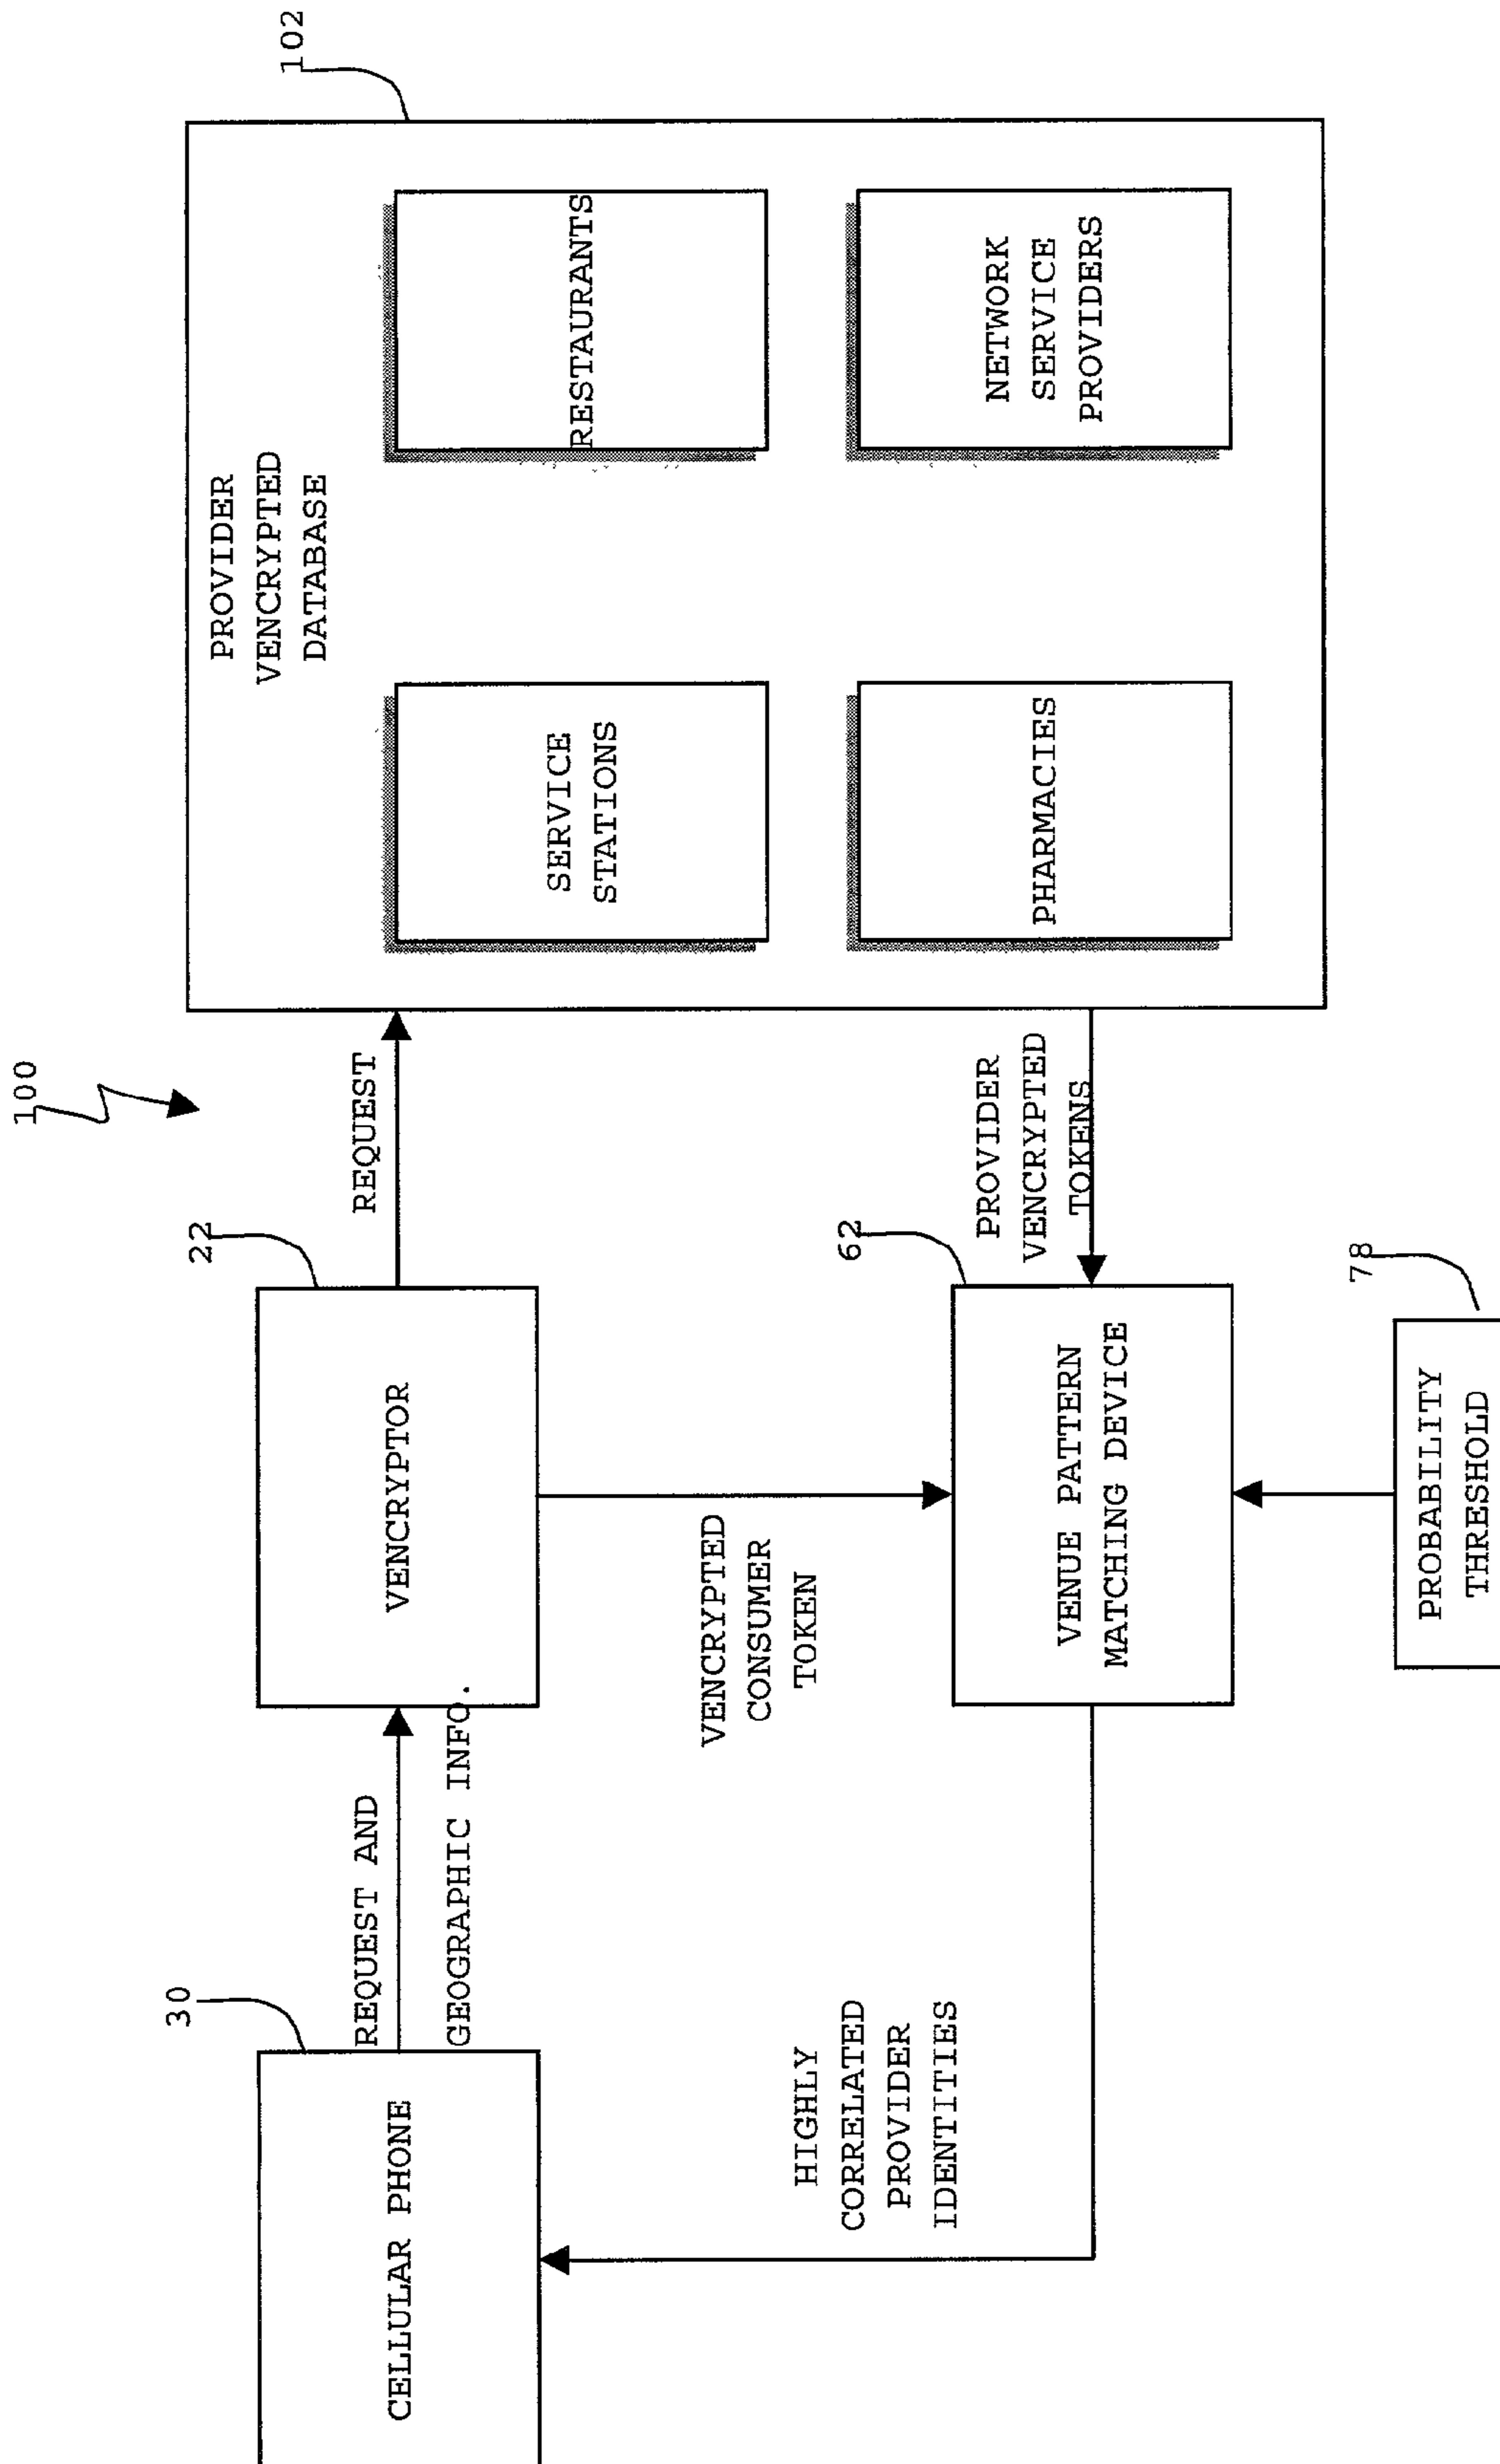 100
102
PROVIDER
VENCRYPTED
DATABASE
SERVICE
STATIONS
RESTAURANTS
PHARMACIES
NETWORK
SERVICE
PROVIDERS
30
CELLULAR PHONE
REQUEST AND
GEOGRAPHIC INFO.
22
VENCRYPTOR
REQUEST
VENCRYPTED
CONSUMER
TOKEN
HIGHLY
CORRELATED
PROVIDER
IDENTITIES
62
VENUE PATTERN
MATCHING DEVICE
PROVIDER
VENCRYPTED
TOKENS
78
PROBABILITY
THRESHOLD